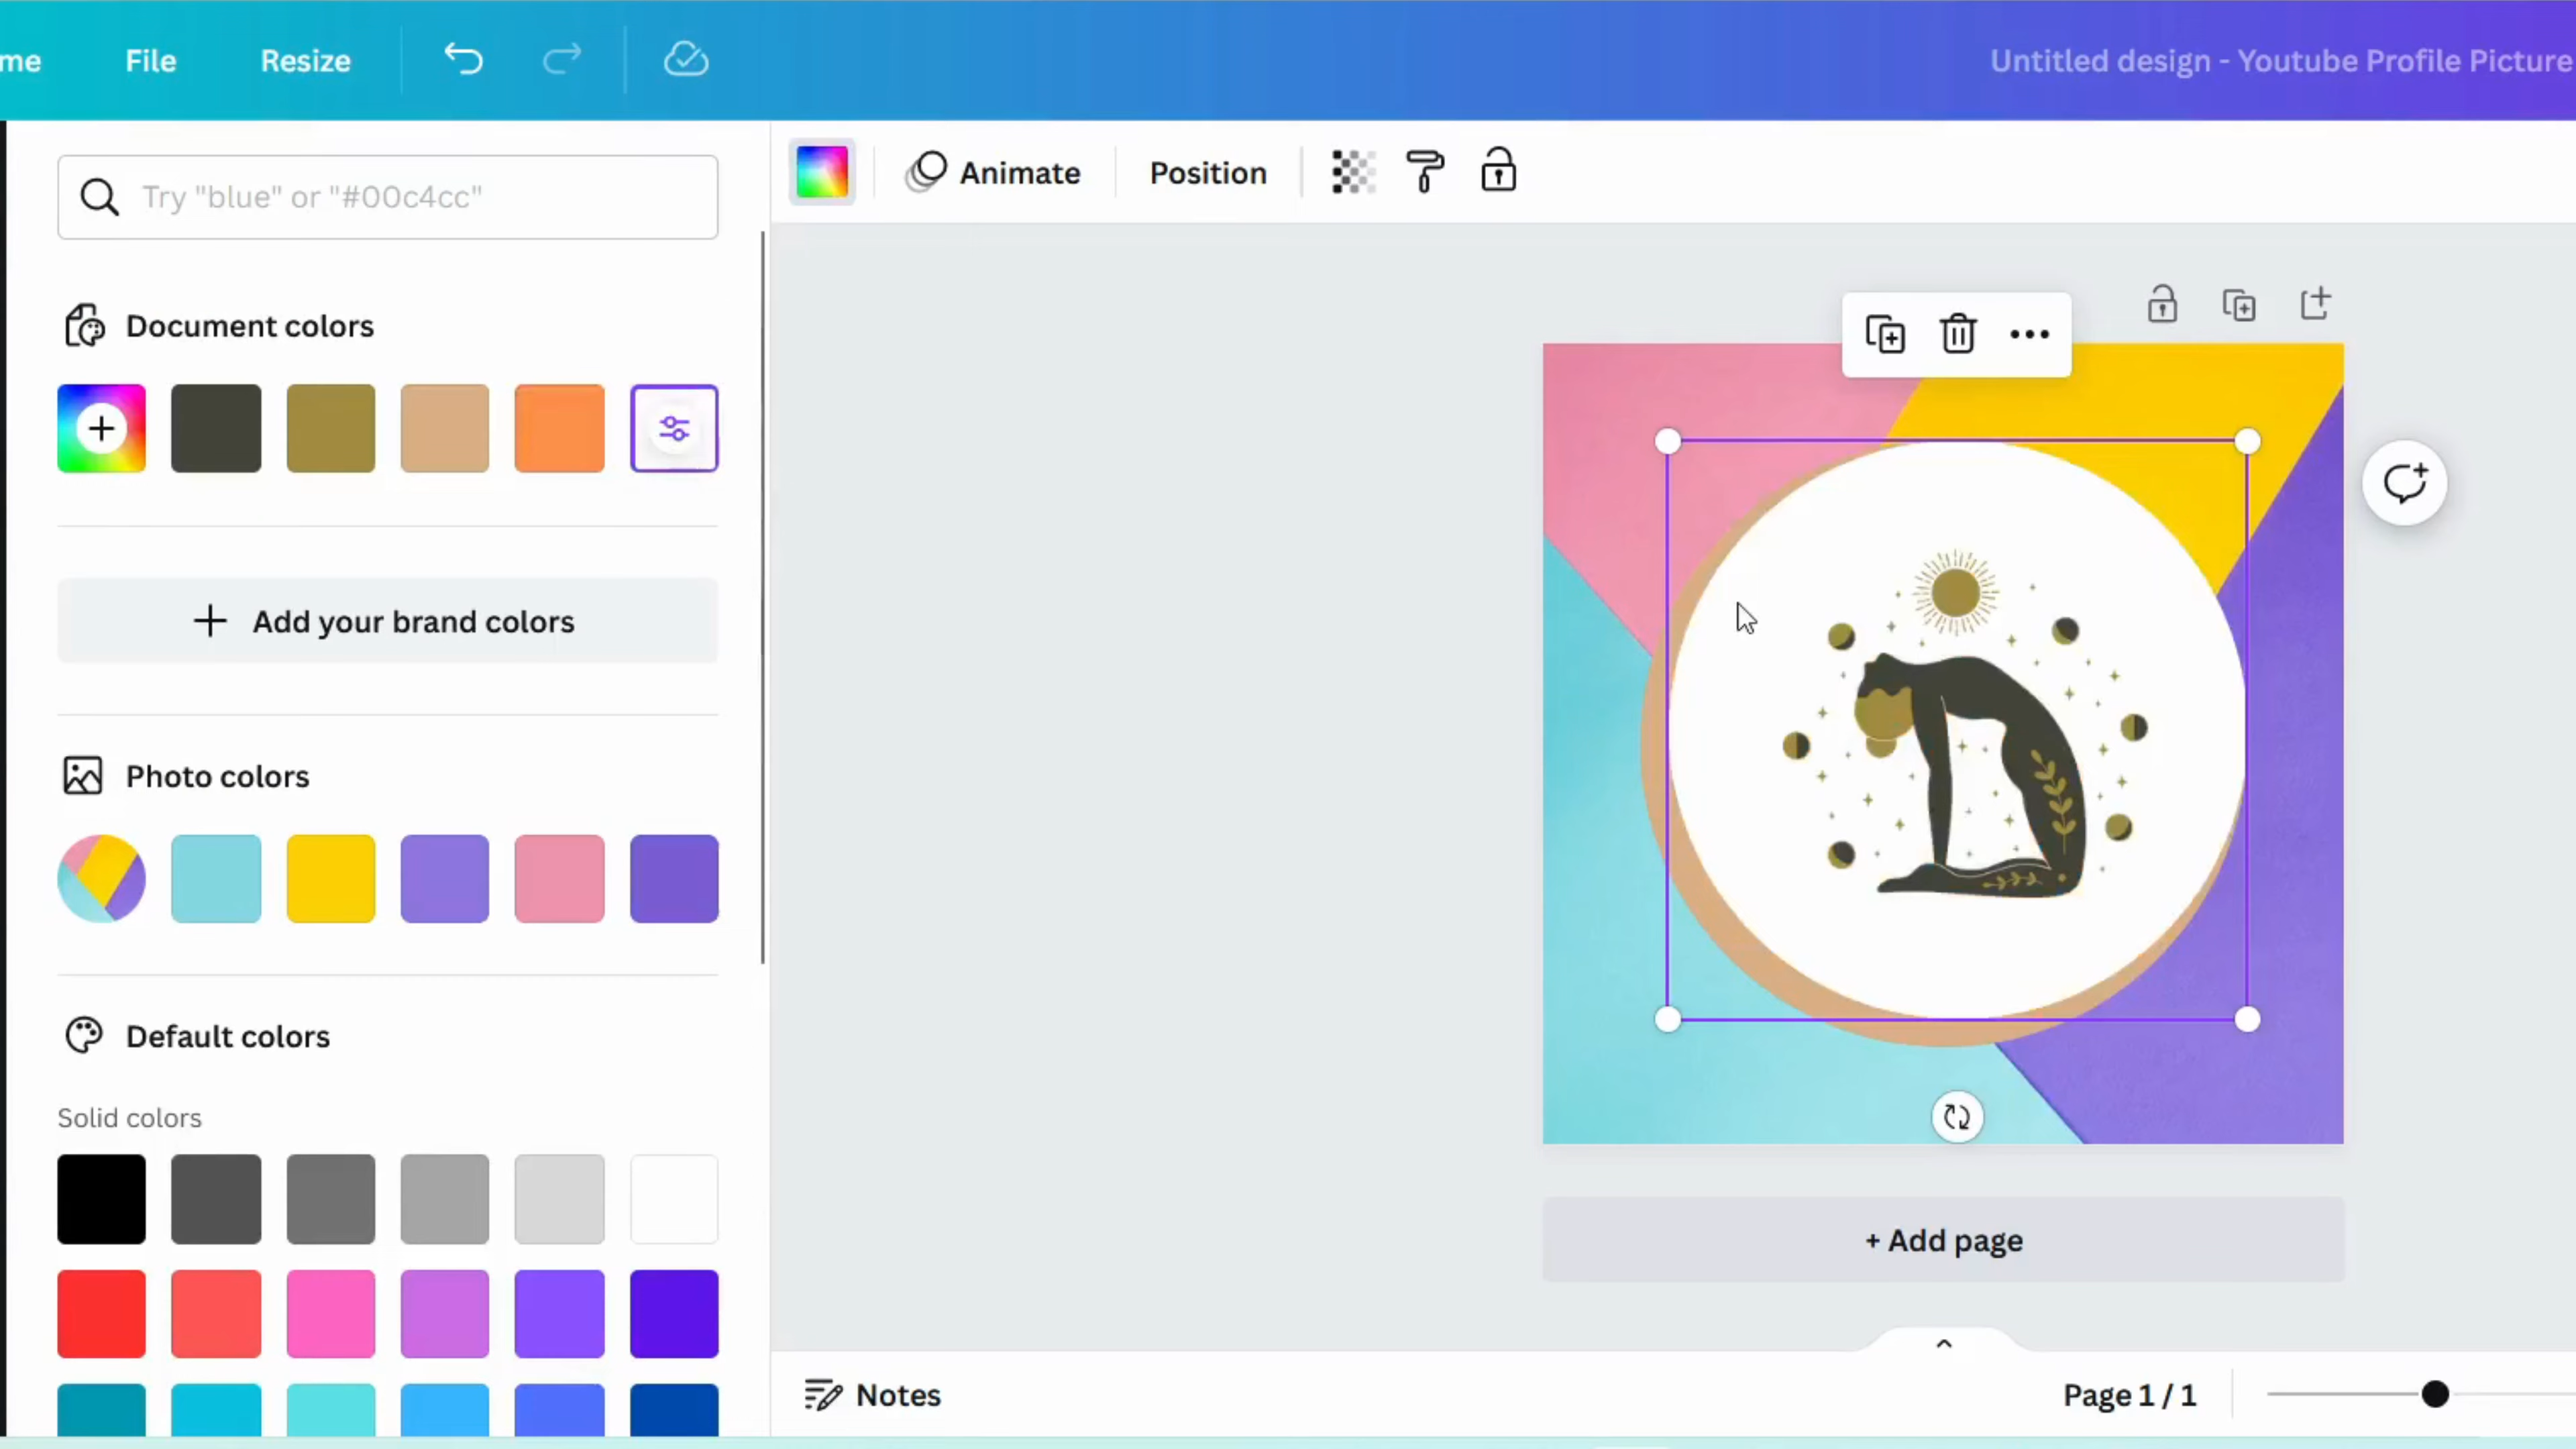 me File Resize
Untitled design - Youtube Profile Picture
Try "blue" or "#00c4cc"
Animate
Position
Document colors
Add your brand colors
Photo colors
Default colors
Solid colors
+ Add page
Notes
Page 1 / 1